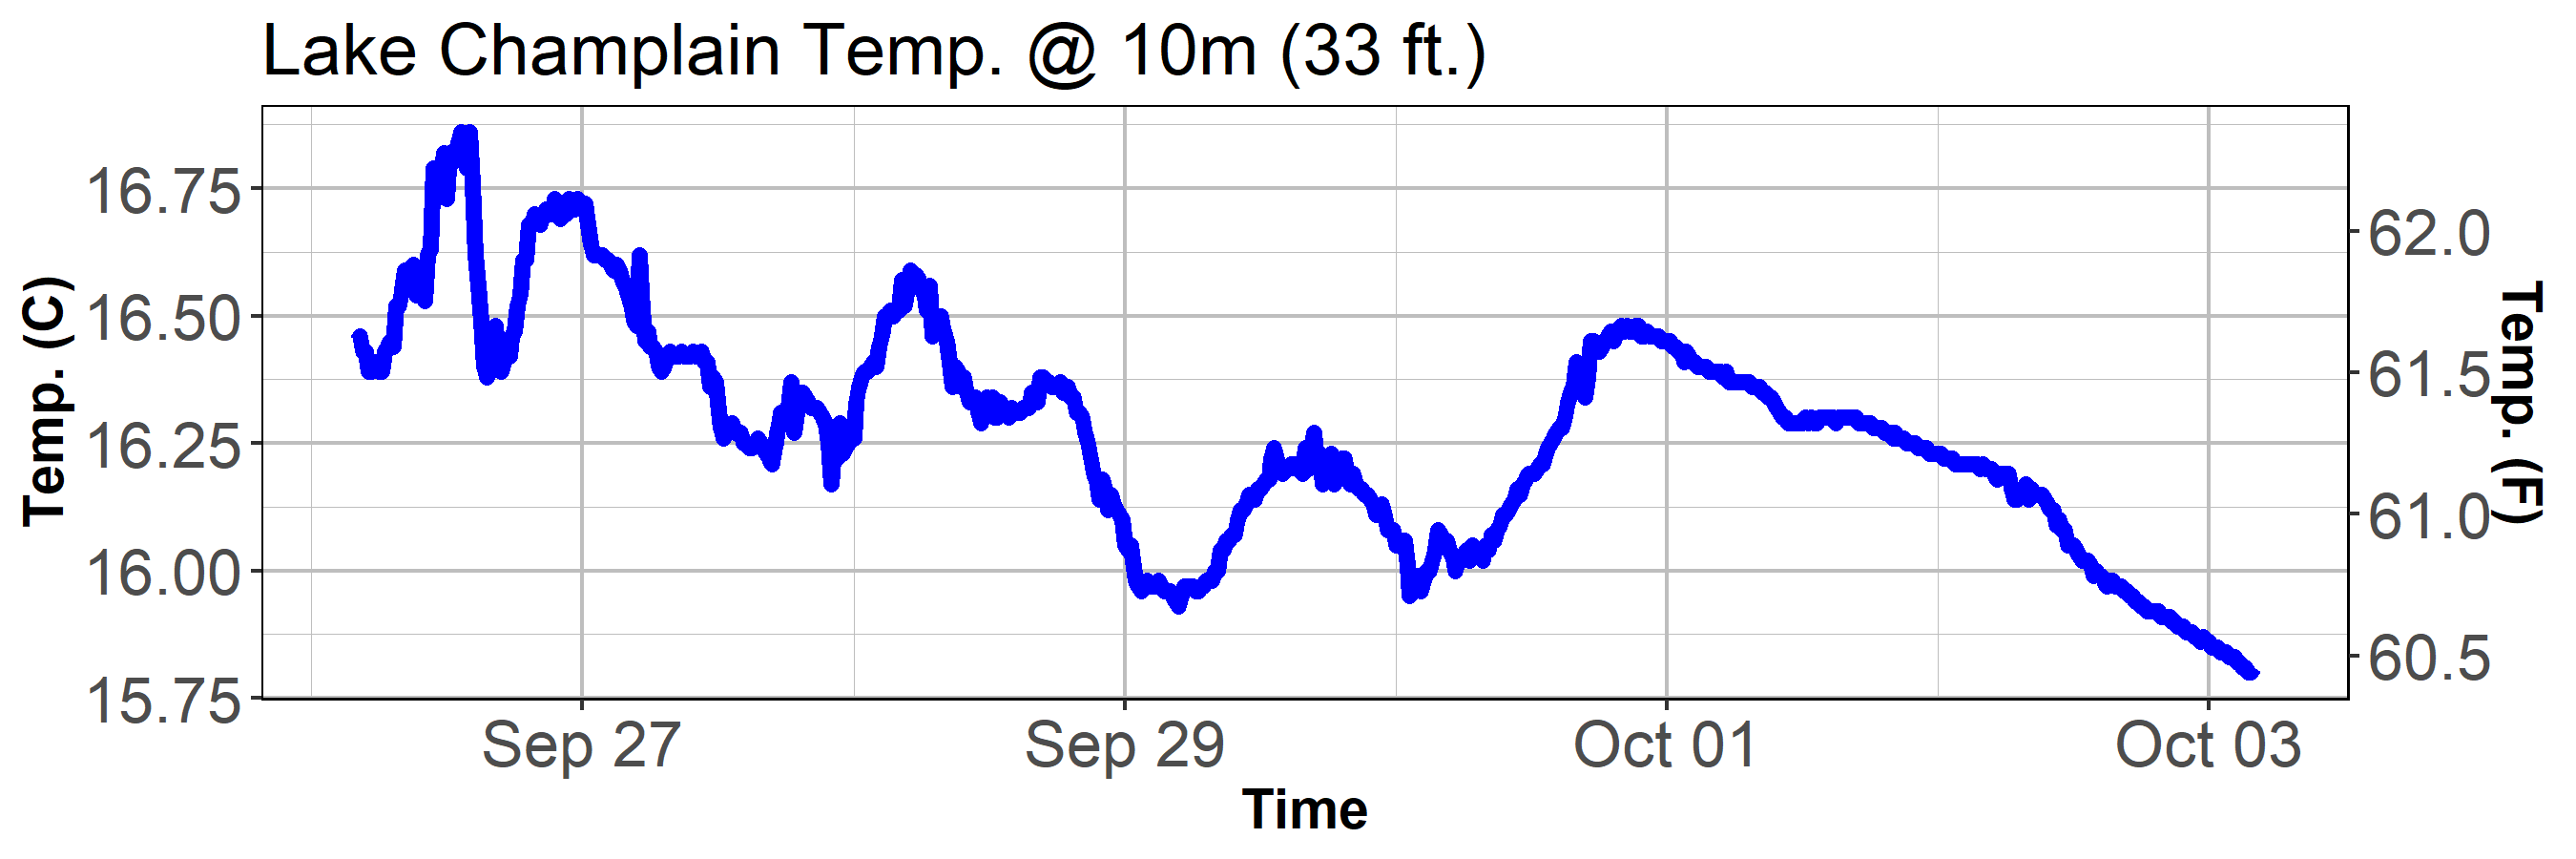 Lake Champlain Temp. @ 10m (33 ft.)
Temp. (C)
16.75
16.50
16.25
16.00
15.75
62.0
61.5
61.0
60.5
Temp. (F)
Sep 27
Sep 29
Oct 01
Oct 03
Time